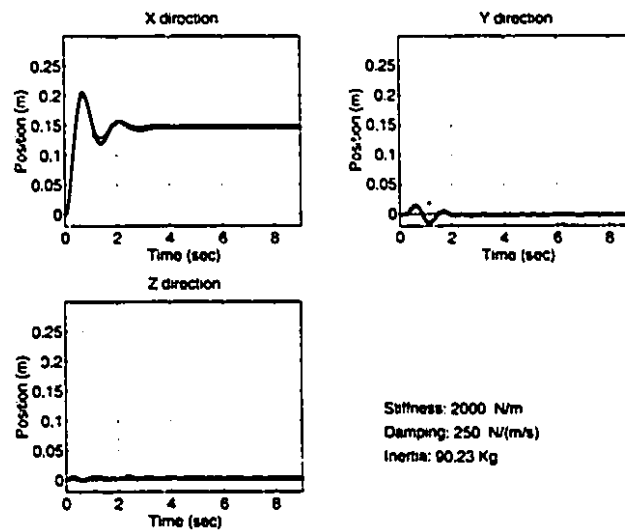 X direction
Y direction
0.25
0.2
0.15
0.1
0.05
0
Position (m)
0 2 4 6 8
Time (sec)
0.25
0.2
0.15
0.1
0.05
0
Position (m)
0 2 4 6 8
Time (sec)
Z direction
0.25
0.2
0.15
0.1
0.05
0
Position (m)
0 2 4 6 8
Time (sec)
Stiffness: 2000 N/m
Damping: 250 N/(m/s)
Inertia: 90.23 Kg